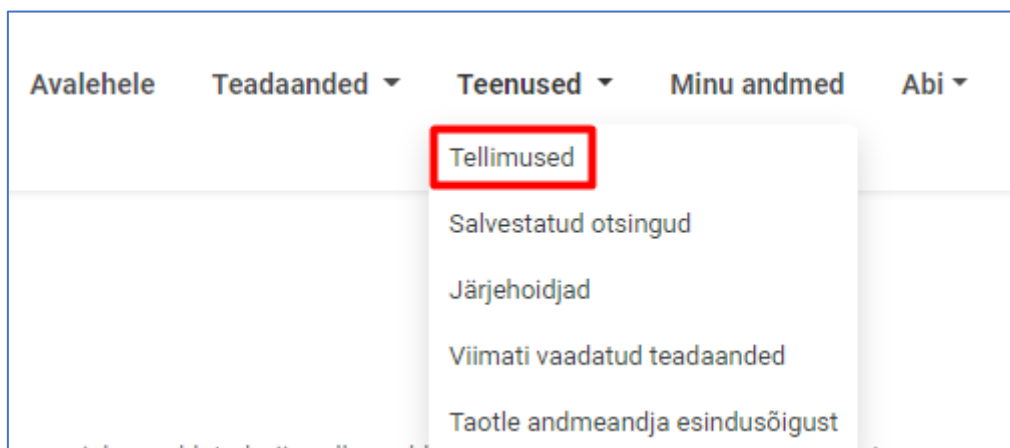 Avalehele Teadaanded Teenused Minu andmed Abi
Tellimused
Salvestatud otsingud
Järjehoidjad
Viimati vaadatud teadaanded
Taotle andmeandja esindusõigust